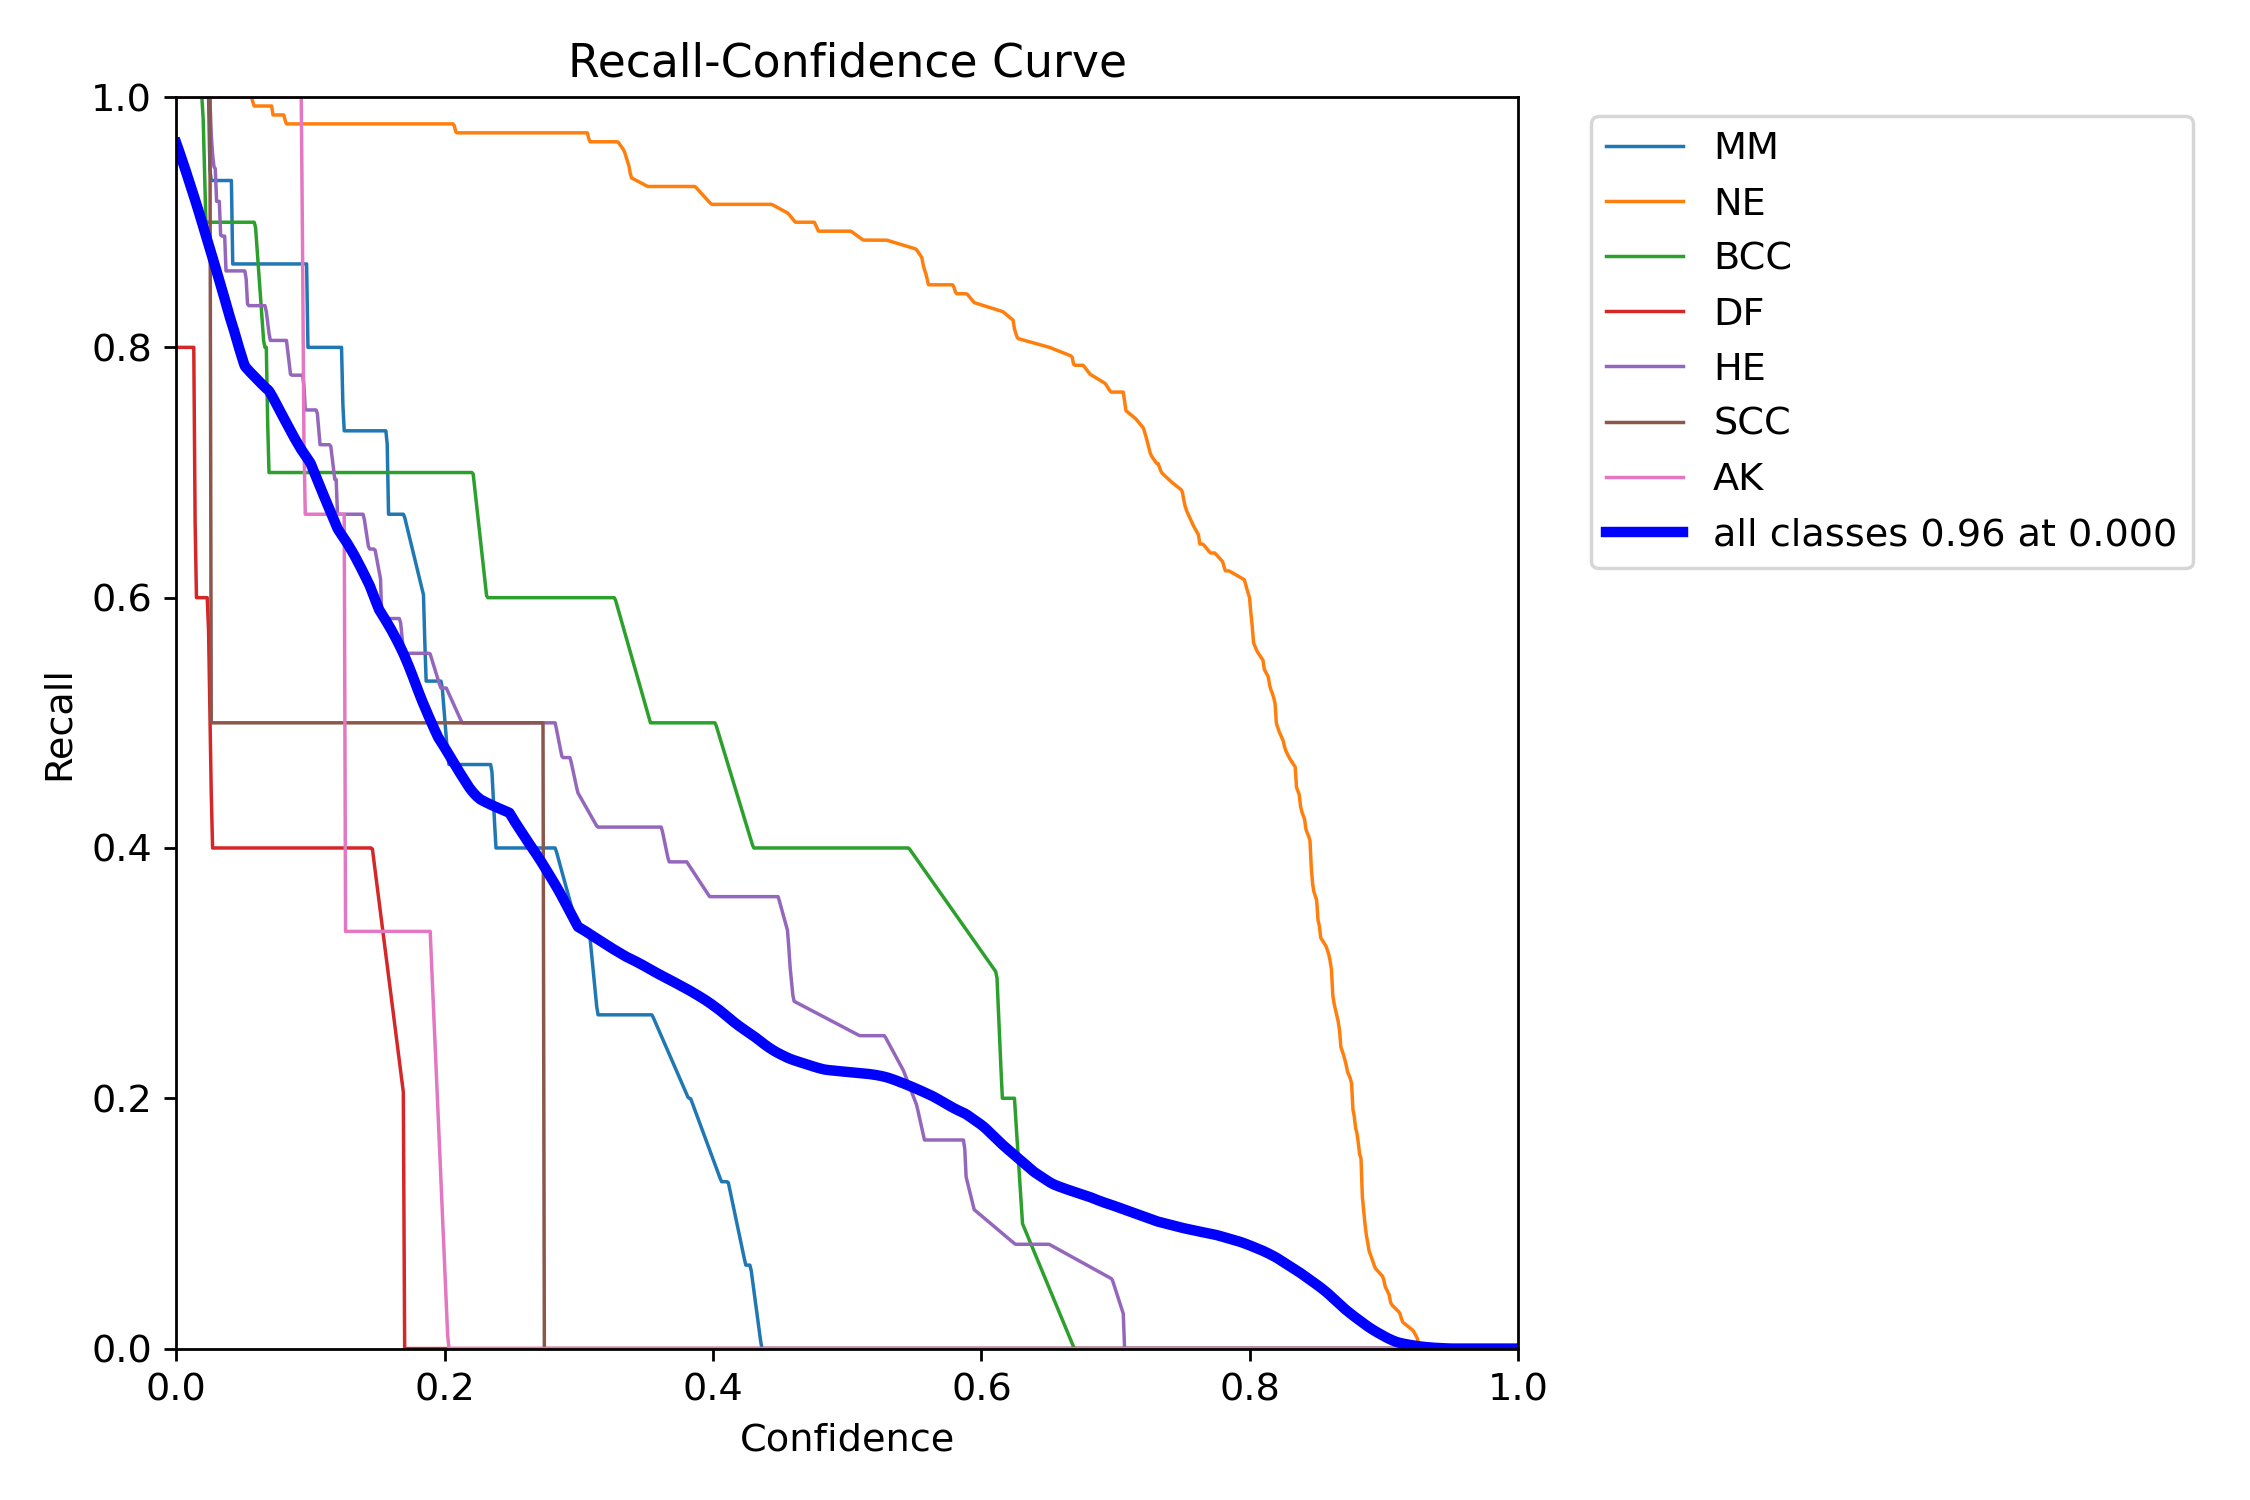 Recall-Confidence Curve
1.0
0.8
0.6
0.4
0.2
0.0
Recall
0.0 0.2 0.4 0.6 0.8 1.0
Confidence
MM
NE
BCC
DF
HE
SCC
AK
all classes 0.96 at 0.000